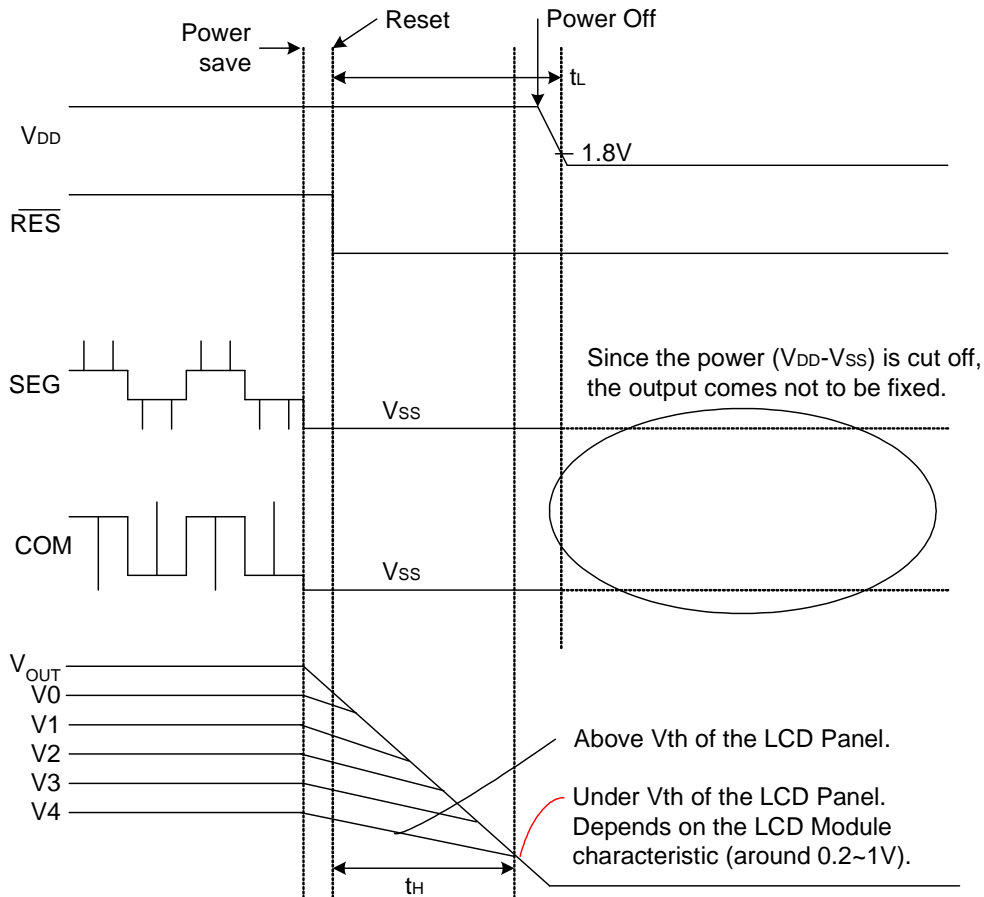 Power
save
Reset
Power Off
tL
VDD
1.8V
RES
SEG
VSS
Since the power (VDD-VSS) is cut off,
the output comes not to be fixed.
COM
VSS
VOUT
V0
V1
V2
V3
V4
Above Vth of the LCD Panel.
Under Vth of the LCD Panel.
Depends on the LCD Module
characteristic (around 0.2~1V).
tH